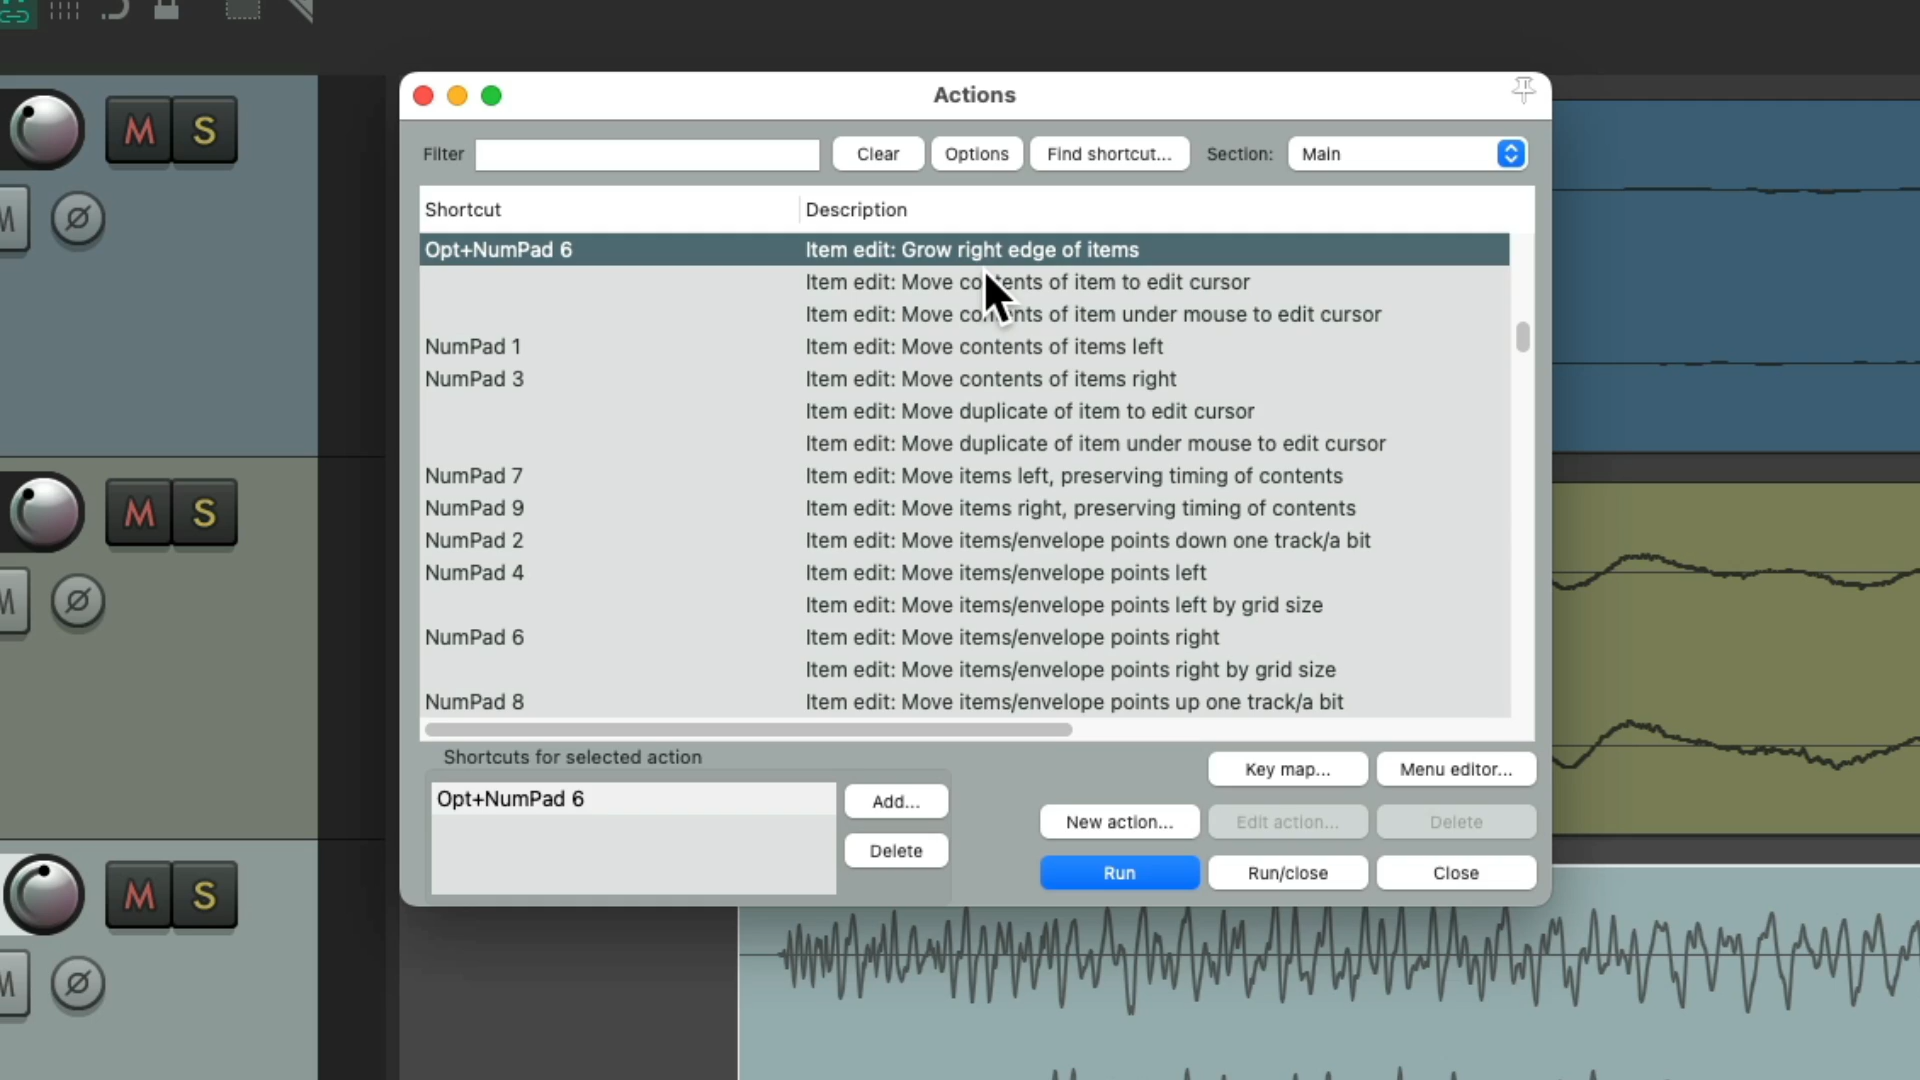 Actions
Filter Clear Options Find shortcut... Section: Main
Shortcut Description
Opt+NumPad 6 Item edit: Grow right edge of items
Item edit: Move contents of item to edit cursor
Item edit: Move contents of item under mouse to edit cursor
NumPad 1 Item edit: Move contents of items left
NumPad 3 Item edit: Move contents of items right
Item edit: Move duplicate of item to edit cursor
Item edit: Move duplicate of item under mouse to edit cursor
NumPad 7 Item edit: Move items left, preserving timing of contents
NumPad 9 Item edit: Move items right, preserving timing of contents
NumPad 2 Item edit: Move items/envelope points down one track/a bit
NumPad 4 Item edit: Move items/envelope points left
Item edit: Move items/envelope points left by grid size
NumPad 6 Item edit: Move items/envelope points right
Item edit: Move items/envelope points right by grid size
NumPad 8 Item edit: Move items/envelope points up one track/a bit
Shortcuts for selected action
Opt+NumPad 6
Add...
Delete
Key map... Menu editor...
New action... Edit action... Delete
Run Run/close Close
M S
M S
M S